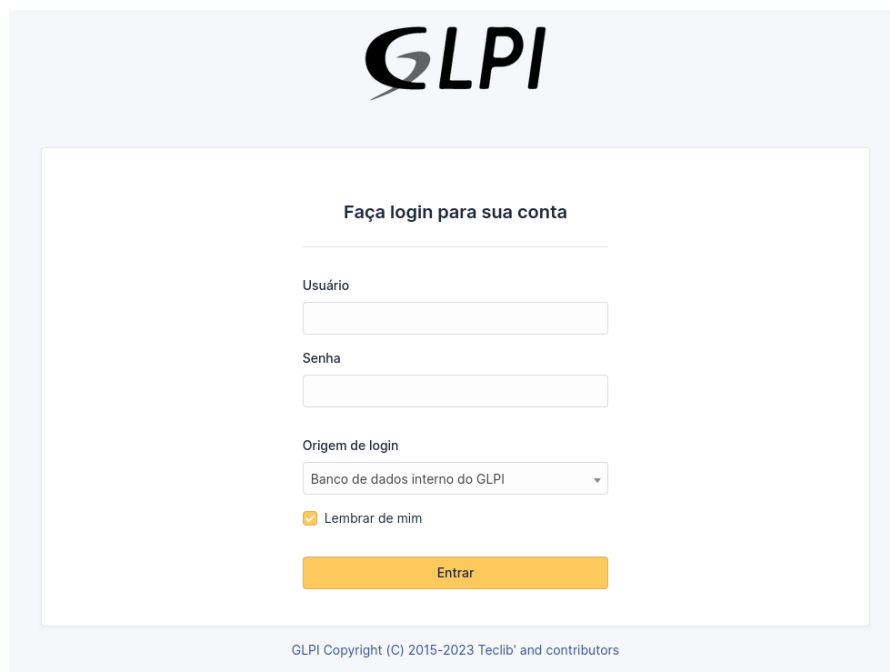 GLPI
Faça login para sua conta
Usuário
Senha
Origem de login
Banco de dados interno do GLPI
Lembrar de mim
Entrar
GLPI Copyright (C) 2015-2023 Teclib' and contributors